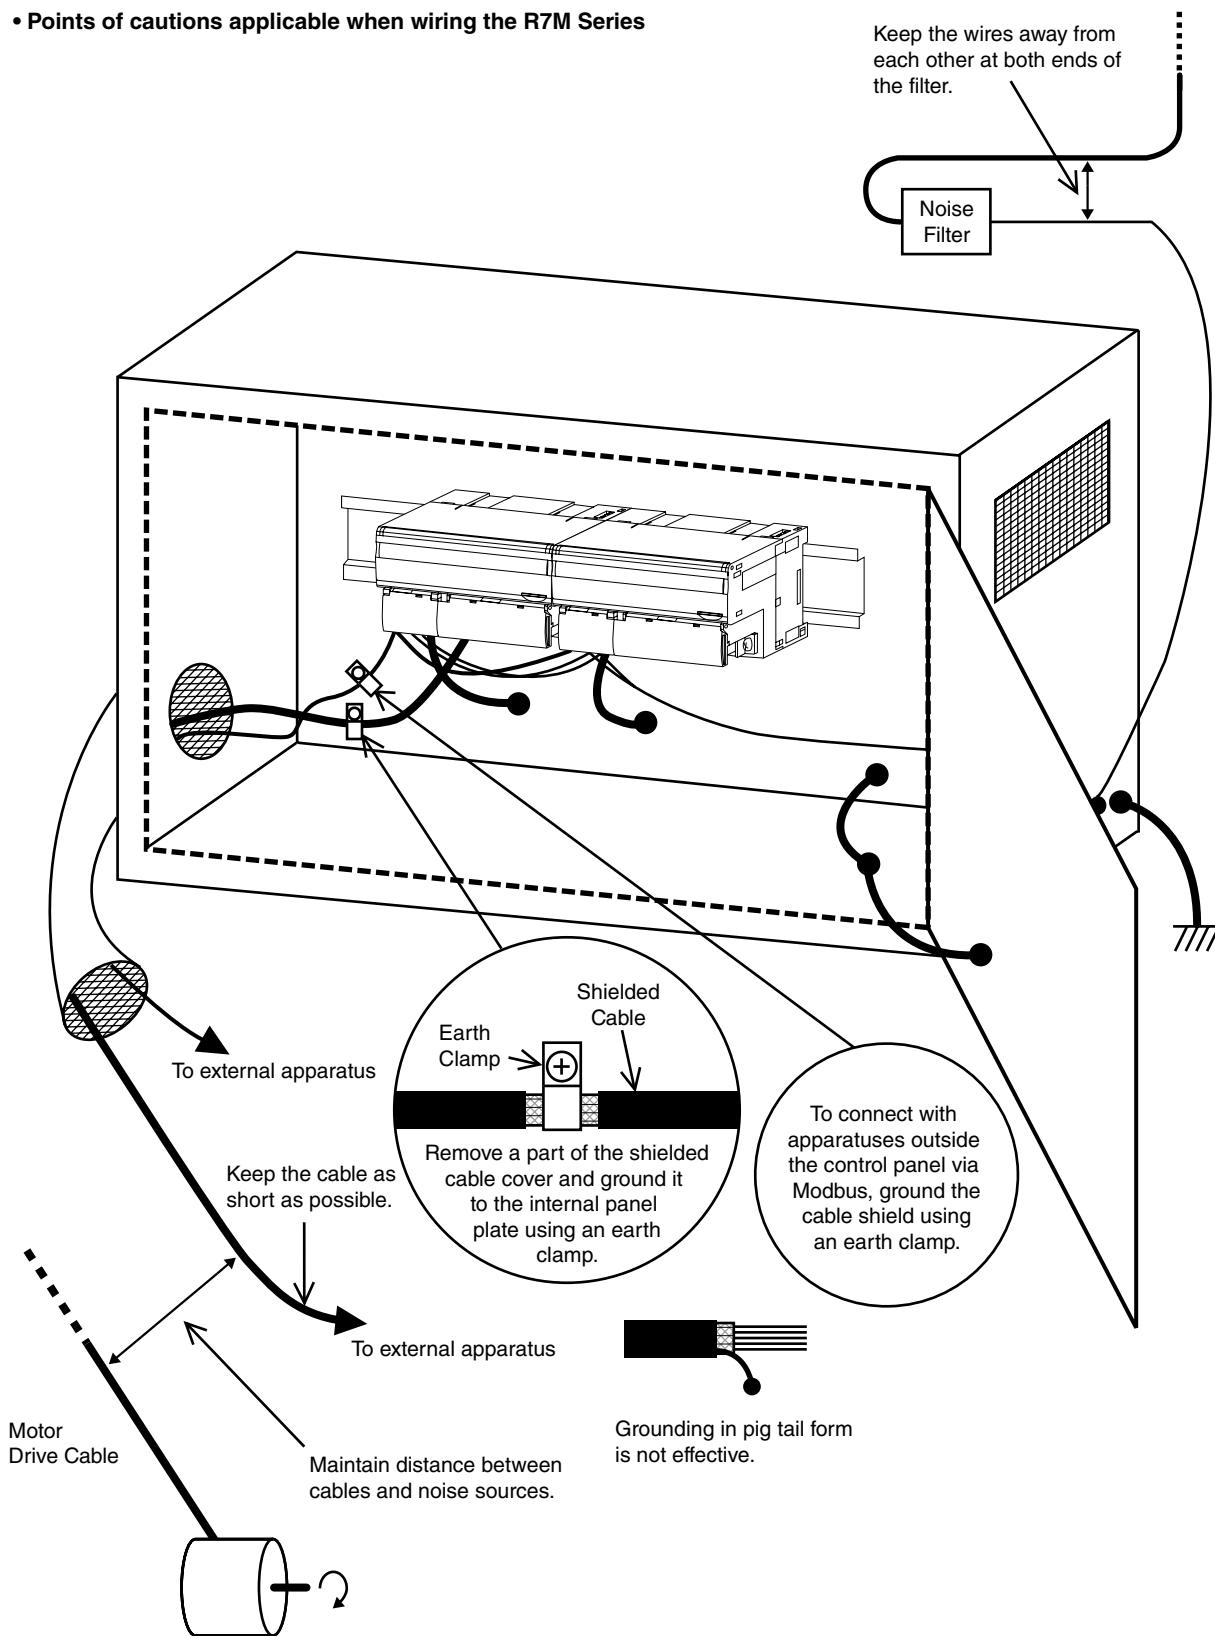 • Points of cautions applicable when wiring the R7M Series
Keep the wires away from
each other at both ends of
the filter.
Noise
Filter
Shielded
Cable
Earth
Clamp
To external apparatus
Remove a part of the shielded
cable cover and ground it
to the internal panel
plate using an earth
clamp.
To connect with
apparatuses outside
the control panel via
Modbus, ground the
cable shield using
an earth clamp.
Keep the cable as
short as possible.
To external apparatus
Motor
Drive Cable
Maintain distance between
cables and noise sources.
Grounding in pig tail form
is not effective.